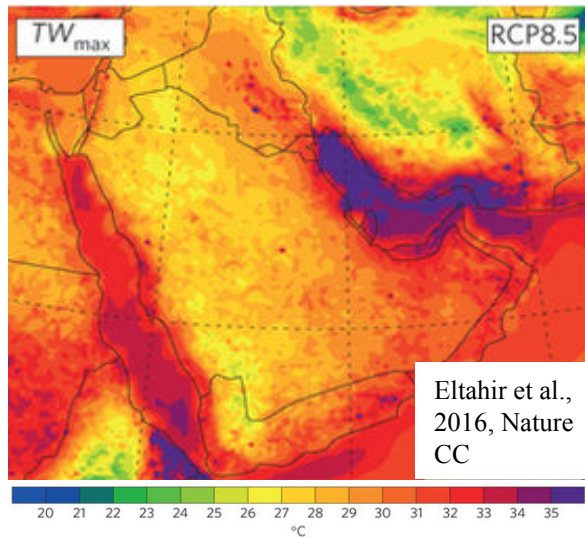 TWmax
RCP8.5
Eltahir et al.,
2016, Nature
CC
20 21 22 23 24 25 26 27 28 29 30 31 32 33 34 35
°C